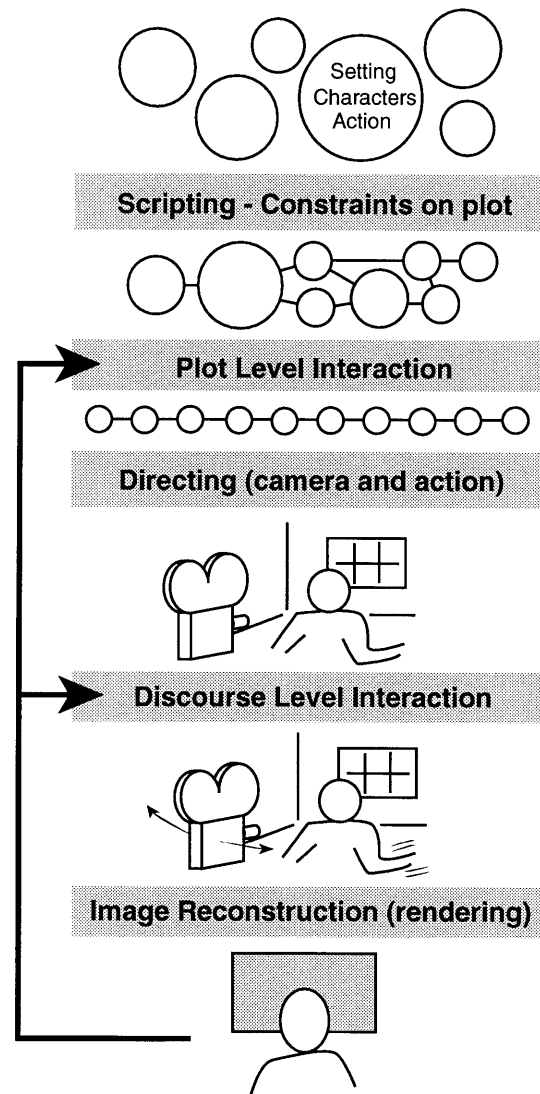 Setting
Characters
Action
Scripting - Constraints on plot
Plot Level Interaction
Directing (camera and action)
Discourse Level Interaction
Image Reconstruction (rendering)